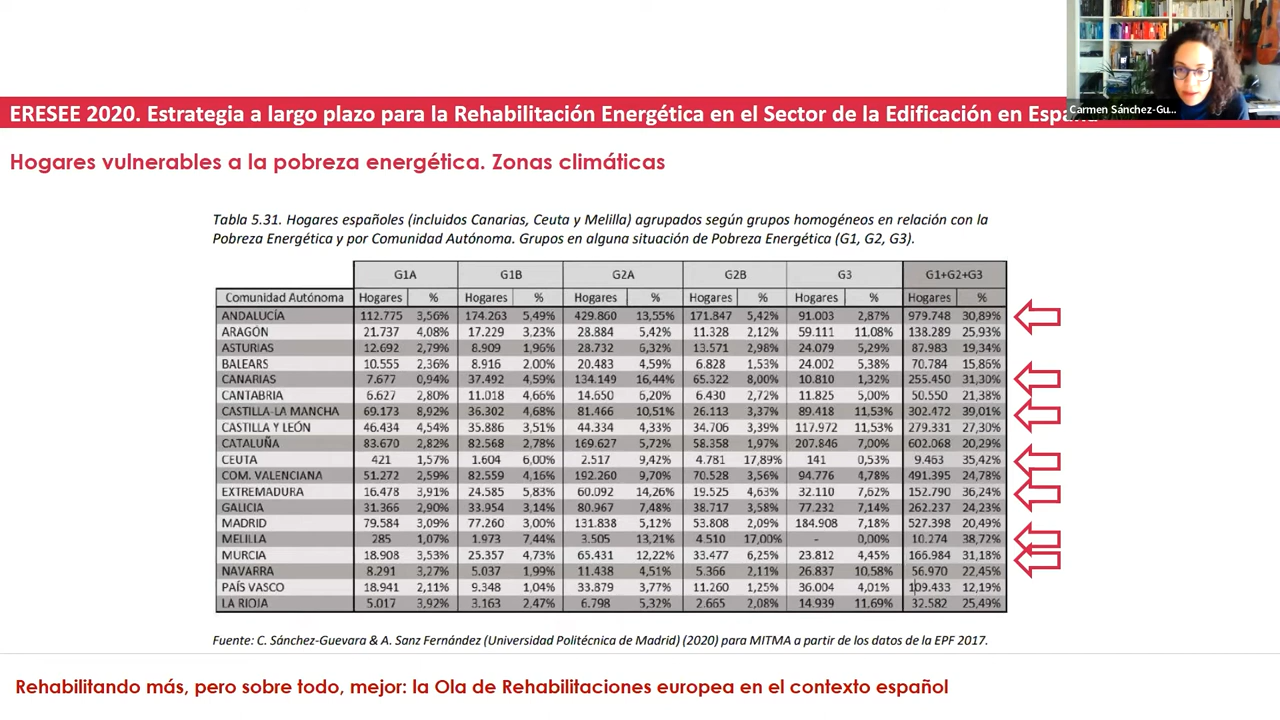 Carmen Sánchez-Gu...
ERESEE 2020. Estrategia a largo plazo para la Rehabilitación Energética en el Sector de la Edificación en España
Hogares vulnerables a la pobreza energética. Zonas climáticas
Tabla 5.31. Hogares españoles (incluidos Canarias, Ceuta y Melilla) agrupados según grupos homogéneos en relación con la
Pobreza Energética y por Comunidad Autónoma. Grupos en alguna situación de Pobreza Energética (G1, G2, G3).
G1A G1B G2A G2B G3 G1+G2+G3
Comunidad Autónoma Hogares % Hogares % Hogares % Hogares % Hogares % Hogares %
ANDALUCÍA 112.775 3,56% 174.263 5,49% 429.860 13,55% 171.847 5,42% 91.003 2,87% 979.748 30,89%
ARAGÓN 21.737 4,08% 17.229 3,23% 28.884 5,42% 11.328 2,12% 59.111 11,08% 138.289 25,93%
ASTURIAS 12.692 2,79% 8.909 1,96% 28.732 6,32% 13.571 2,98% 24.079 5,29% 87.983 19,34%
BALEARS 10.555 2,36% 8.916 2,00% 20.483 4,59% 6.828 1,53% 24.002 5,38% 70.784 15,86%
CANARIAS 7.677 0,94% 37.492 4,59% 134.149 16,44% 65.322 8,00% 10.810 1,32% 255.450 31,30%
CANTABRIA 6.627 2,80% 11.018 4,66% 14.650 6,20% 6.430 2,72% 11.825 5,00% 50.550 21,38%
CASTILLA-LA MANCHA 69.173 8,92% 36.302 4,68% 81.466 10,51% 26.113 3,37% 89.418 11,53% 302.472 39,01%
CASTILLA Y LEÓN 46.434 4,54% 35.886 3,51% 44.334 4,33% 34.706 3,39% 117.972 11,53% 279.331 27,30%
CATALUÑA 83.670 2,82% 82.568 2,78% 169.627 5,72% 58.358 1,97% 207.846 7,00% 602.068 20,29%
CEUTA 421 1,57% 1.604 6,00% 2.517 9,42% 4.781 17,89% 141 0,53% 9.463 35,42%
COM. VALENCIANA 51.272 2,59% 82.559 4,16% 192.260 9,70% 70.528 3,56% 94.776 4,78% 491.395 24,78%
EXTREMADURA 16.478 3,91% 24.585 5,83% 60.092 14,26% 19.525 4,63% 32.110 7,62% 152.790 36,24%
GALICIA 31.366 2,90% 33.954 3,14% 80.967 7,48% 38.717 3,58% 77.232 7,14% 262.237 24,23%
MADRID 79.584 3,09% 77.260 3,00% 131.838 5,12% 53.808 2,09% 184.908 7,18% 527.398 20,49%
MELILLA 285 1,07% 1.973 7,44% 3.505 13,21% 4.510 17,00% - 0,00% 10.274 38,72%
MURCIA 18.908 3,53% 25.357 4,73% 65.431 12,22% 33.477 6,25% 23.812 4,45% 166.984 31,18%
NAVARRA 8.291 3,27% 5.037 1,99% 11.438 4,51% 5.366 2,11% 26.837 10,58% 56.970 22,45%
PAÍS VASCO 18.941 2,11% 9.348 1,04% 33.879 3,77% 11.260 1,25% 36.004 4,01% 109.433 12,19%
LA RIOJA 5.017 3,92% 3.163 2,47% 6.798 5,32% 2.665 2,08% 14.939 11,69% 32.582 25,49%
Fuente: C. Sánchez-Guevara & A. Sanz Fernández (Universidad Politécnica de Madrid) (2020) para MITMA a partir de los datos de la EPF 2017.
Rehabilitando más, pero sobre todo, mejor: la Ola de Rehabilitaciones europea en el contexto español